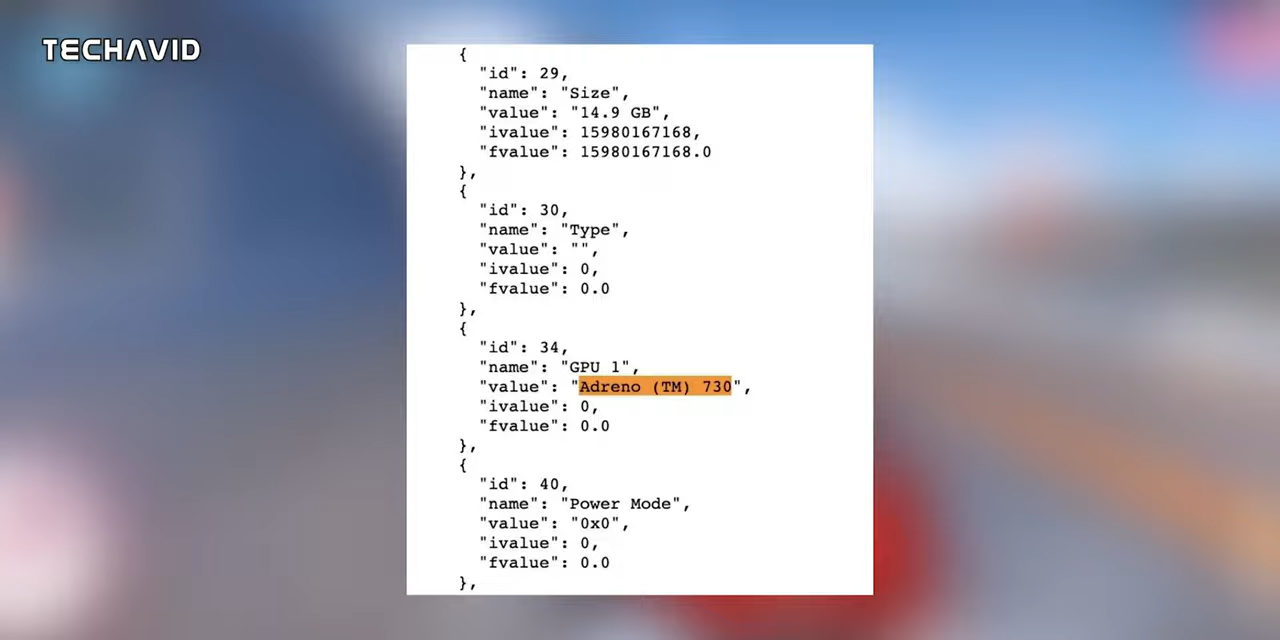 TECHAVID
{
"id": 29,
"name": "Size",
"value": "14.9 GB",
"ivalue": 15980167168,
"fvalue": 15980167168.0
},
{
"id": 30,
"name": "Type",
"value": "",
"ivalue": 0,
"fvalue": 0.0
},
{
"id": 34,
"name": "GPU 1",
"value": "Adreno (TM) 730",
"ivalue": 0,
"fvalue": 0.0
},
{
"id": 40,
"name": "Power Mode",
"value": "0x0",
"ivalue": 0,
"fvalue": 0.0
},